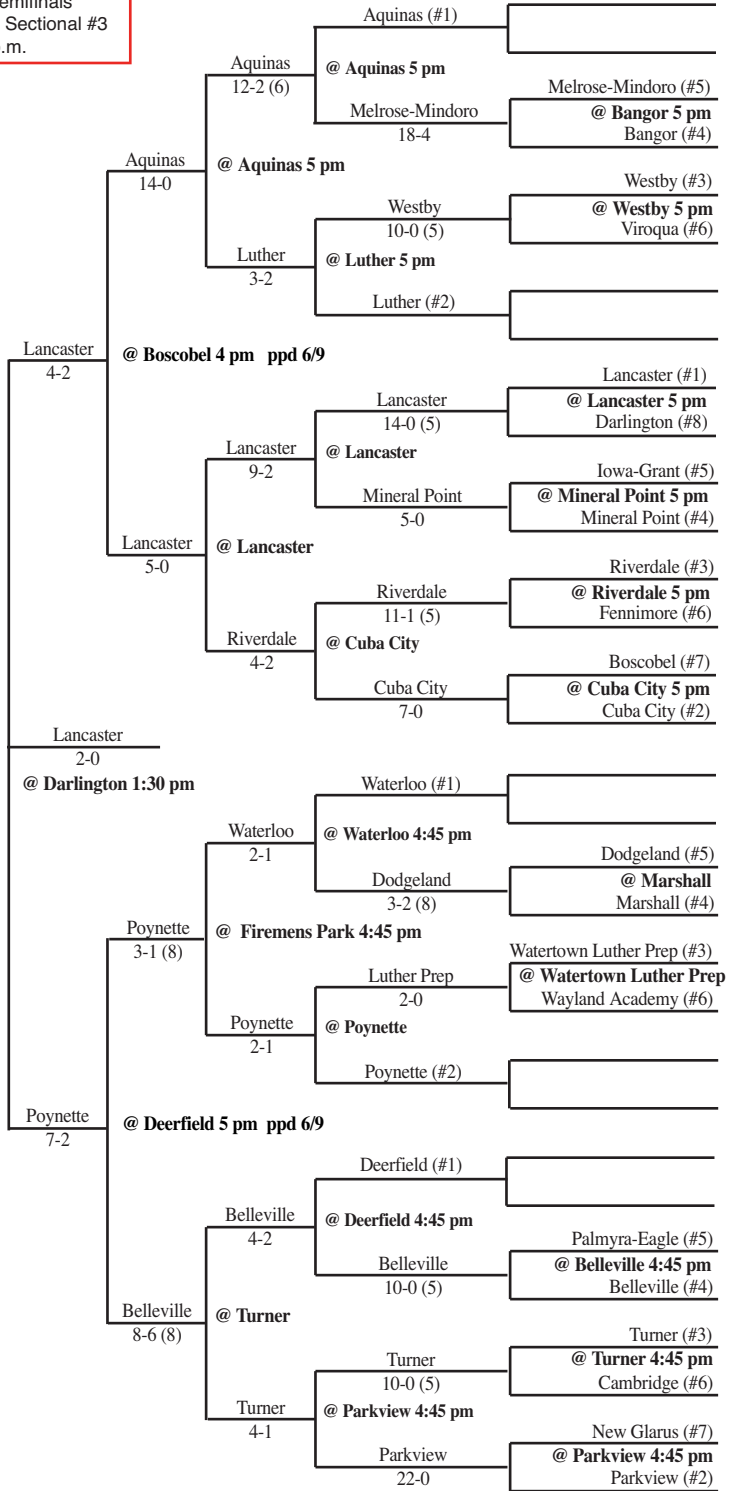 emifinals
Sectional #3
.m.
Aquinas (#1)
Aquinas
12-2 (6)
@ Aquinas 5 pm
Melrose-Mindoro (#5)
Melrose-Mindoro
18-4
@ Bangor 5 pm
Bangor (#4)
Aquinas
14-0
@ Aquinas 5 pm
Westby (#3)
Westby
10-0 (5)
@ Westby 5 pm
Viroqua (#6)
Luther
3-2
@ Luther 5 pm
Luther (#2)
Lancaster
4-2
@ Boscobel 4 pm ppd 6/9
Lancaster (#1)
Lancaster
14-0 (5)
@ Lancaster 5 pm
Darlington (#8)
Lancaster
9-2
@ Lancaster
Iowa-Grant (#5)
Mineral Point
5-0
@ Mineral Point 5 pm
Mineral Point (#4)
Lancaster
5-0
@ Lancaster
Riverdale (#3)
Riverdale
11-1 (5)
@ Riverdale 5 pm
Fennimore (#6)
Riverdale
4-2
@ Cuba City
Boscobel (#7)
Cuba City
7-0
@ Cuba City 5 pm
Cuba City (#2)
Lancaster
2-0
@ Darlington 1:30 pm
Waterloo (#1)
Waterloo
2-1
@ Waterloo 4:45 pm
Dodgeland (#5)
Dodgeland
3-2 (8)
@ Marshall
Marshall (#4)
Poynette
3-1 (8)
@ Firemens Park 4:45 pm
Watertown Luther Prep (#3)
Luther Prep
2-0
@ Watertown Luther Prep
Wayland Academy (#6)
Poynette
2-1
@ Poynette
Poynette (#2)
Poynette
7-2
@ Deerfield 5 pm ppd 6/9
Deerfield (#1)
Belleville
4-2
@ Deerfield 4:45 pm
Palmyra-Eagle (#5)
Belleville
10-0 (5)
@ Belleville 4:45 pm
Belleville (#4)
Belleville
8-6 (8)
@ Turner
Turner (#3)
Turner
10-0 (5)
@ Turner 4:45 pm
Cambridge (#6)
Turner
4-1
@ Parkview 4:45 pm
New Glarus (#7)
Parkview
22-0
@ Parkview 4:45 pm
Parkview (#2)